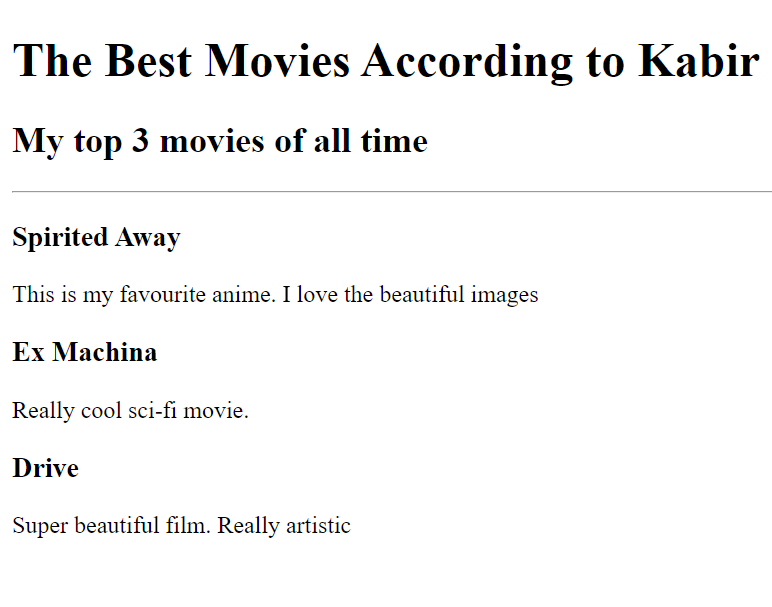 The Best Movies According to Kabir
My top 3 movies of all time
Spirited Away
This is my favourite anime. I love the beautiful images
Ex Machina
Really cool sci-fi movie.
Drive
Super beautiful film. Really artistic